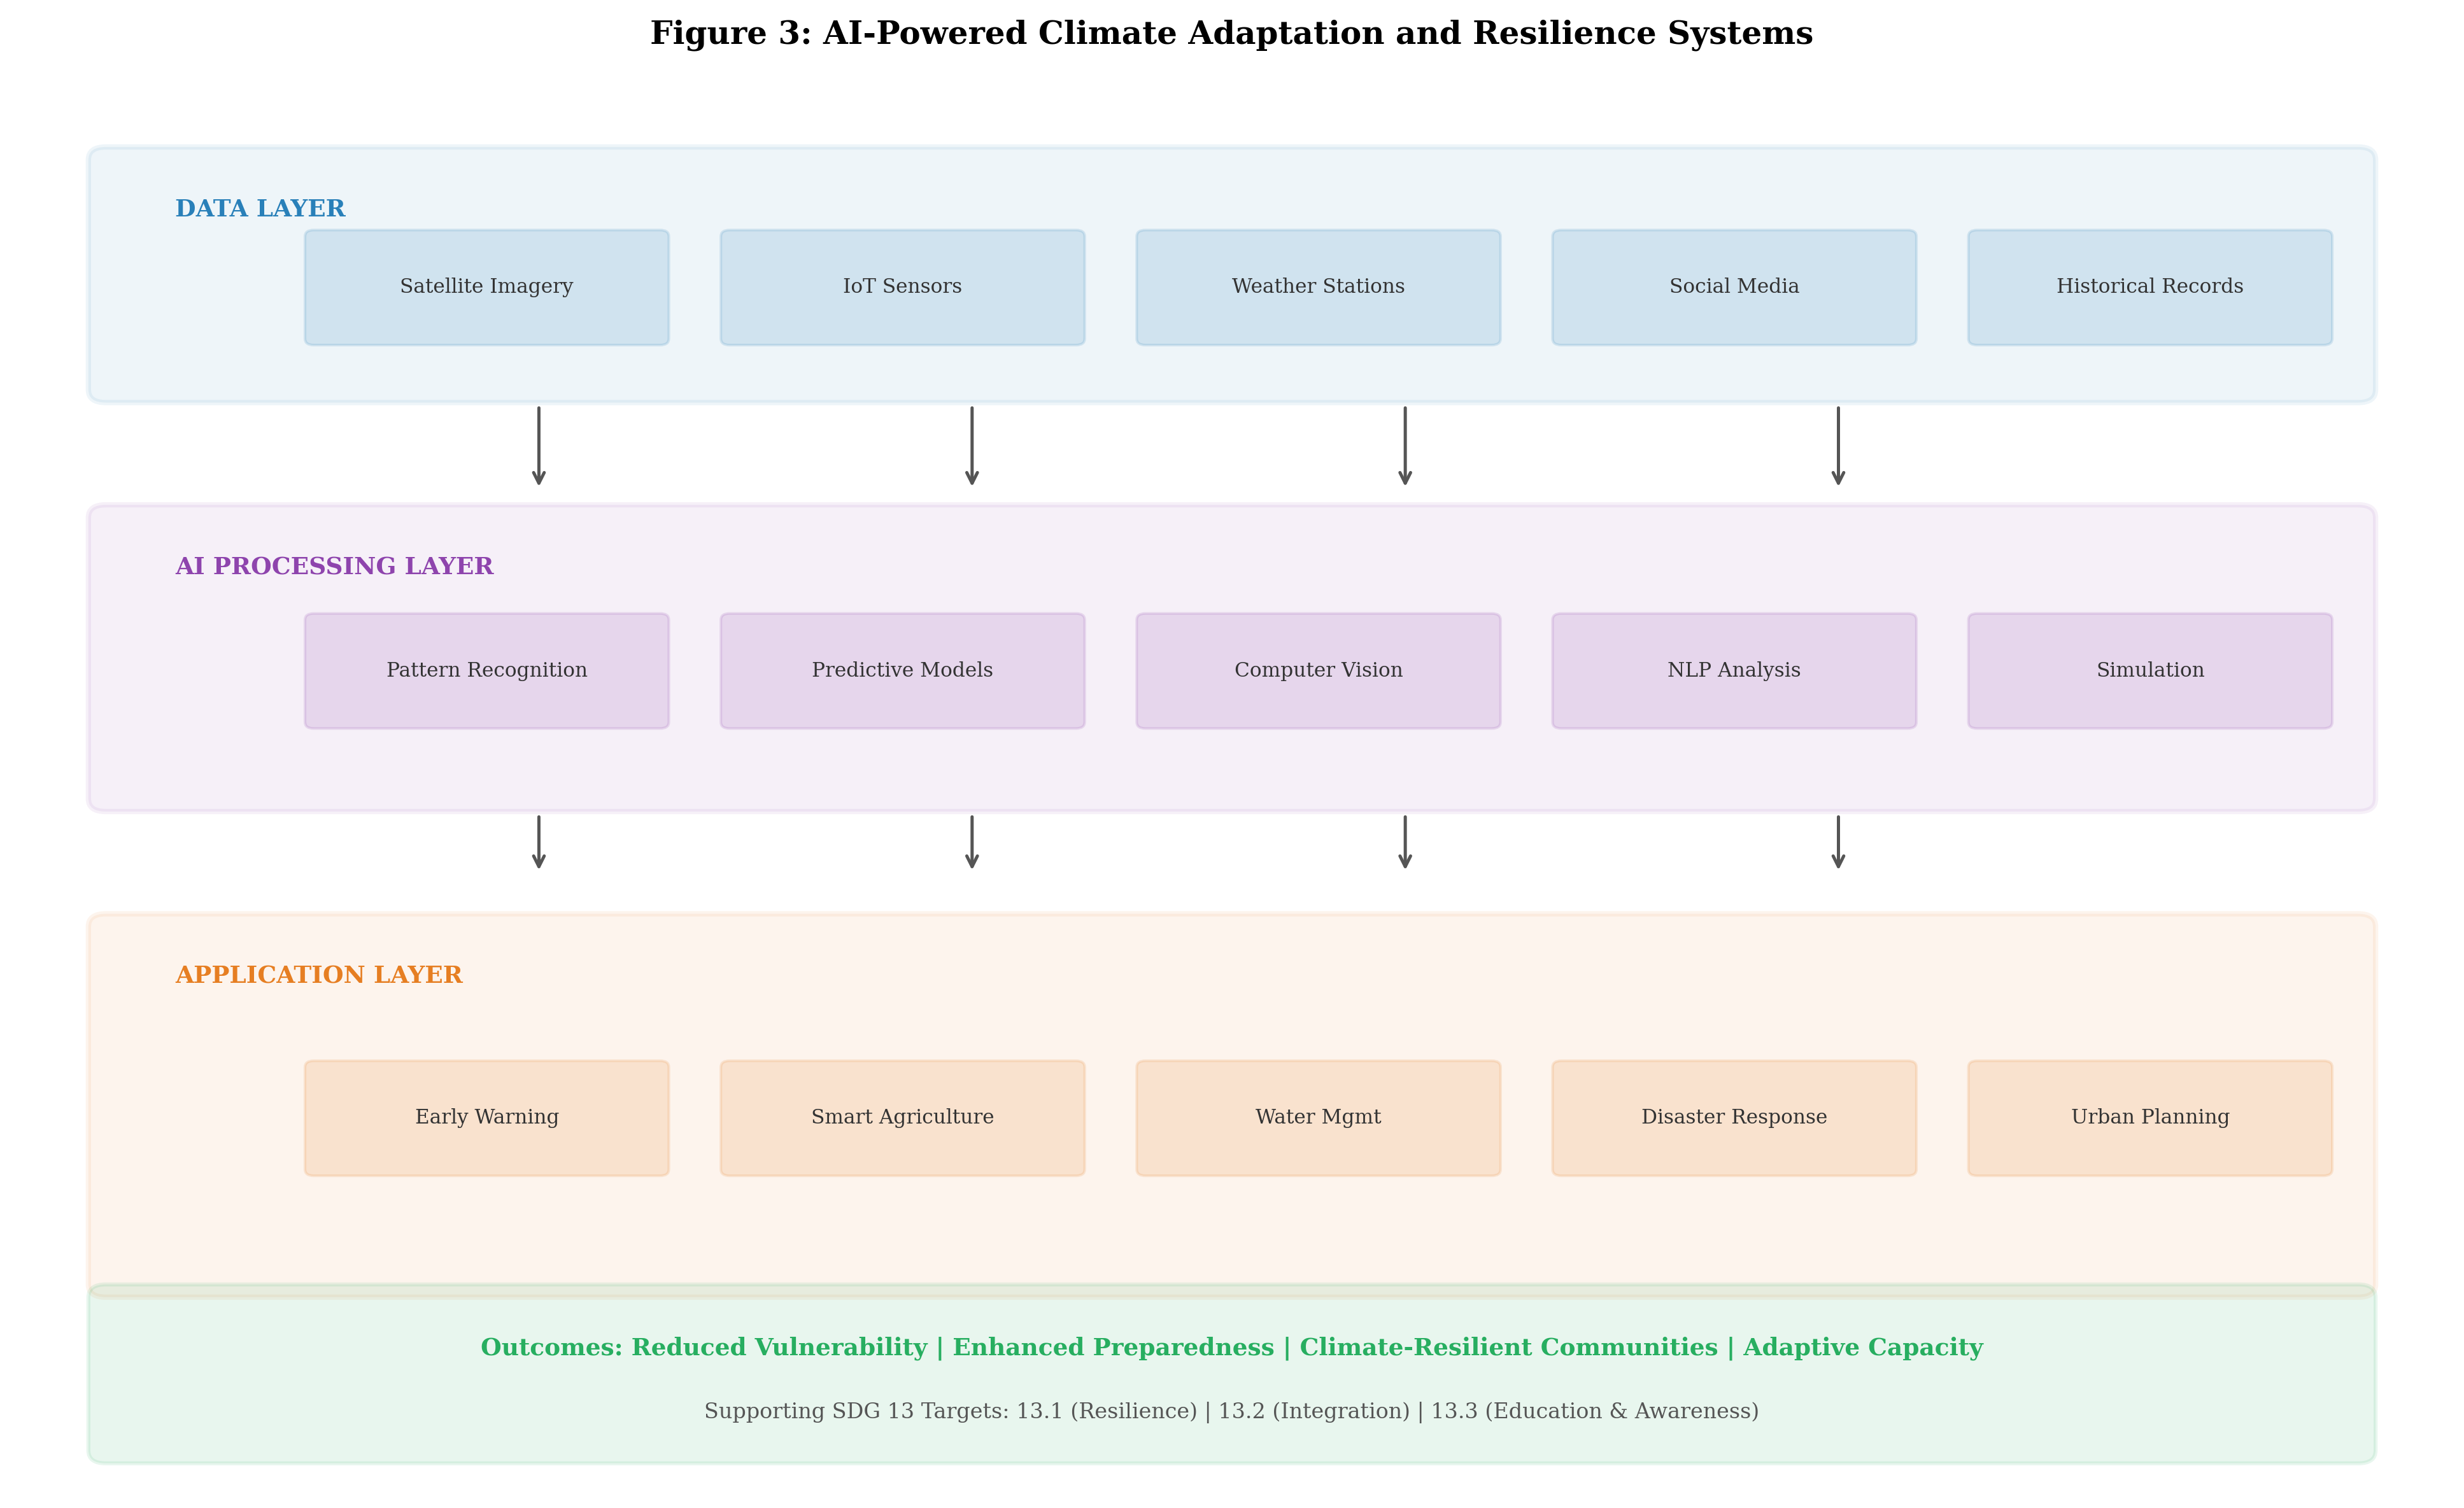 Figure 3: AI-Powered Climate Adaptation and Resilience Systems
DATA LAYER
Satellite Imagery
IoT Sensors
Weather Stations
Social Media
Historical Records
AI PROCESSING LAYER
Pattern Recognition
Predictive Models
Computer Vision
NLP Analysis
Simulation
APPLICATION LAYER
Early Warning
Smart Agriculture
Water Mgmt
Disaster Response
Urban Planning
Outcomes: Reduced Vulnerability | Enhanced Preparedness | Climate-Resilient Communities | Adaptive Capacity
Supporting SDG 13 Targets: 13.1 (Resilience) | 13.2 (Integration) | 13.3 (Education & Awareness)